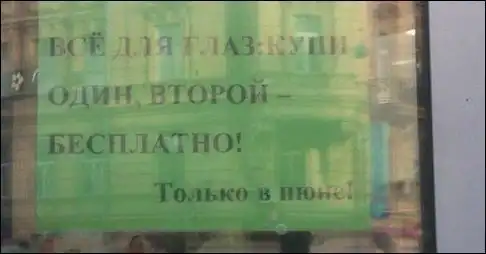 ВСЁ ДЛЯ ГЛАЗ:КУПИ
ОДИН, ВТОРОЙ –
БЕСПЛАТНО!
Только в июне!